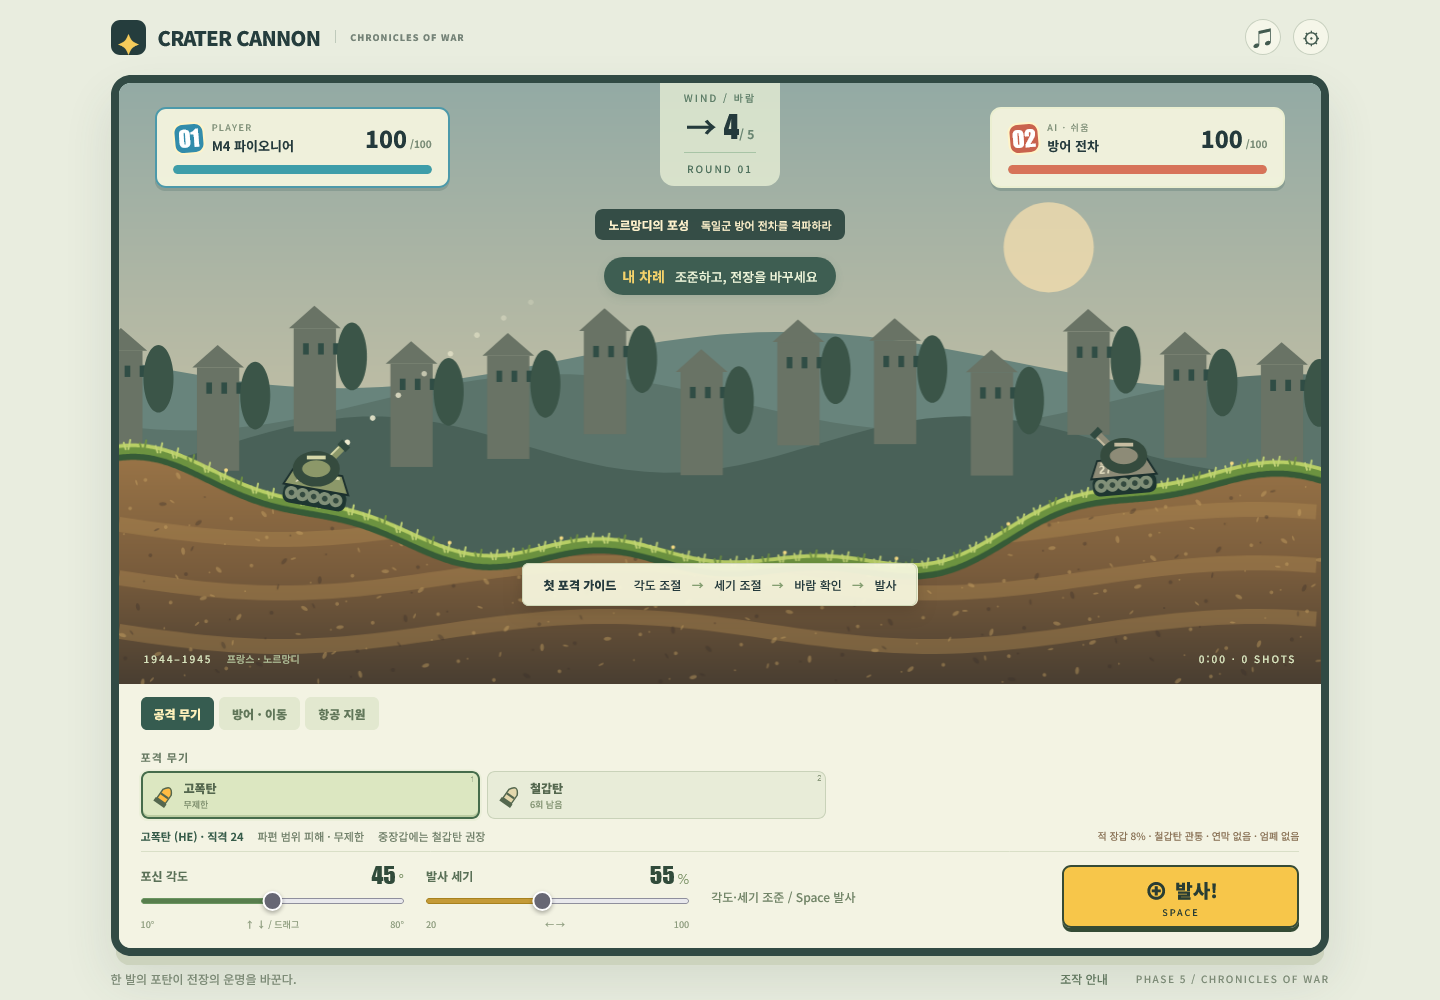 CRATER CANNON
CHRONICLES OF WAR
01
PLAYER
M4 파이오니어
100 /100
WIND / 바람
→ 4 / 5
ROUND 01
02
AI · 쉬움
방어 전차
100 /100
노르망디의 포성 독일군 방어 전차를 격파하라
내 차례 조준하고, 전장을 바꾸세요
첫 포격 가이드 각도 조절 → 세기 조절 → 바람 확인 → 발사
1944–1945 프랑스 · 노르망디
0:00 · 0 SHOTS
공격 무기 방어 · 이동 항공 지원
포격 무기
고폭탄
무제한
1
철갑탄
6회 남음
2
고폭탄 (HE) · 직격 24 파편 범위 피해 · 무제한 중장갑에는 철갑탄 권장
적 장갑 8% · 철갑탄 관통 · 연막 없음 · 엄폐 없음
포신 각도 45°
10° ↑ ↓ / 드래그 80°
발사 세기 55 %
20 ←→ 100
각도·세기 조준 / Space 발사
발사!
SPACE
한 발의 포탄이 전장의 운명을 바꾼다.
조작 안내
PHASE 5 / CHRONICLES OF WAR